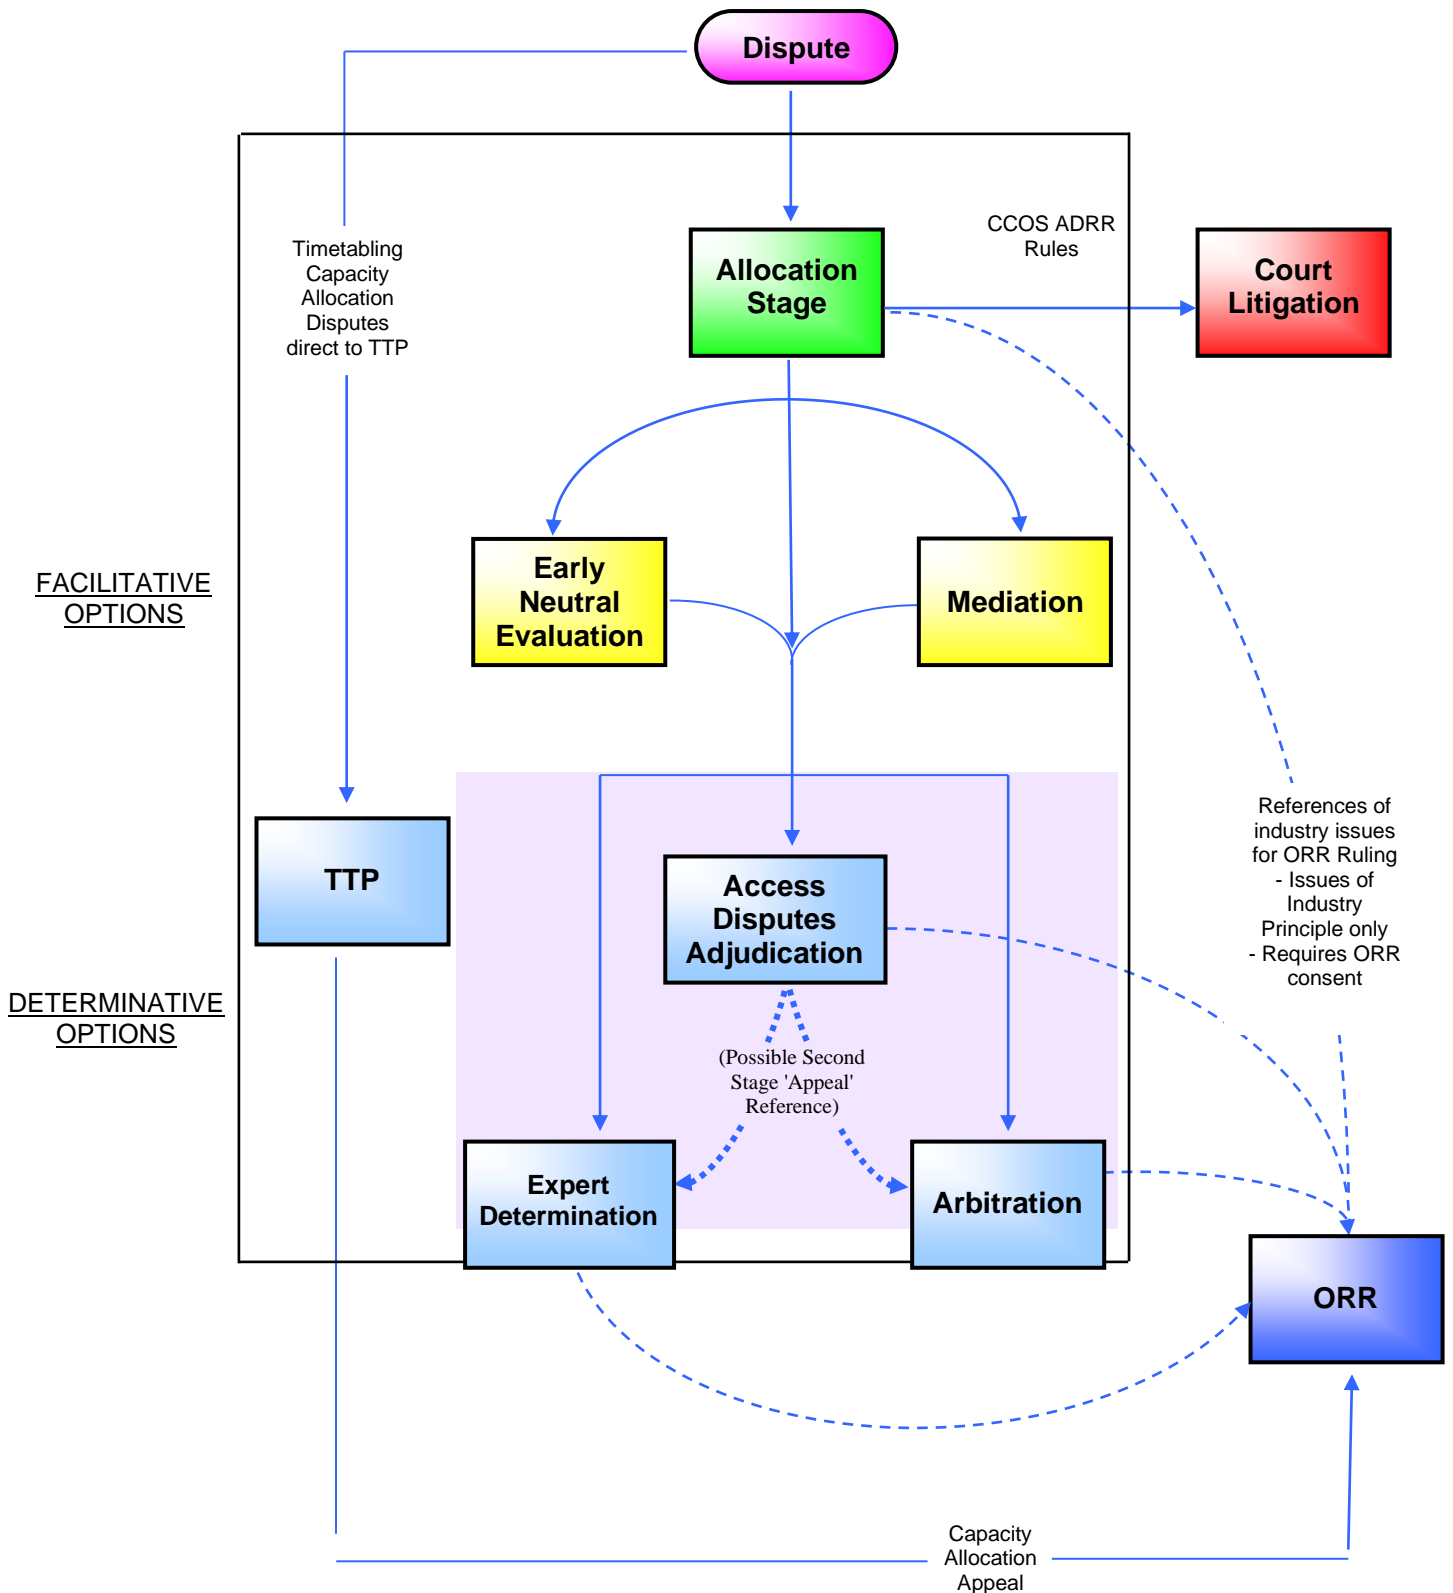 Dispute
CCOS ADRR
Rules
Timetabling
Capacity
Allocation
Disputes
direct to TTP
Allocation
Stage
Court
Litigation
FACILITATIVE
OPTIONS
Early
Neutral
Evaluation
Mediation
References of
industry issues
for ORR Ruling
- Issues of
Industry
Principle only
- Requires ORR
consent
TTP
Access
Disputes
Adjudication
DETERMINATIVE
OPTIONS
(Possible Second
Stage 'Appeal'
Reference)
Expert
Determination
Arbitration
ORR
Capacity
Allocation
Appeal